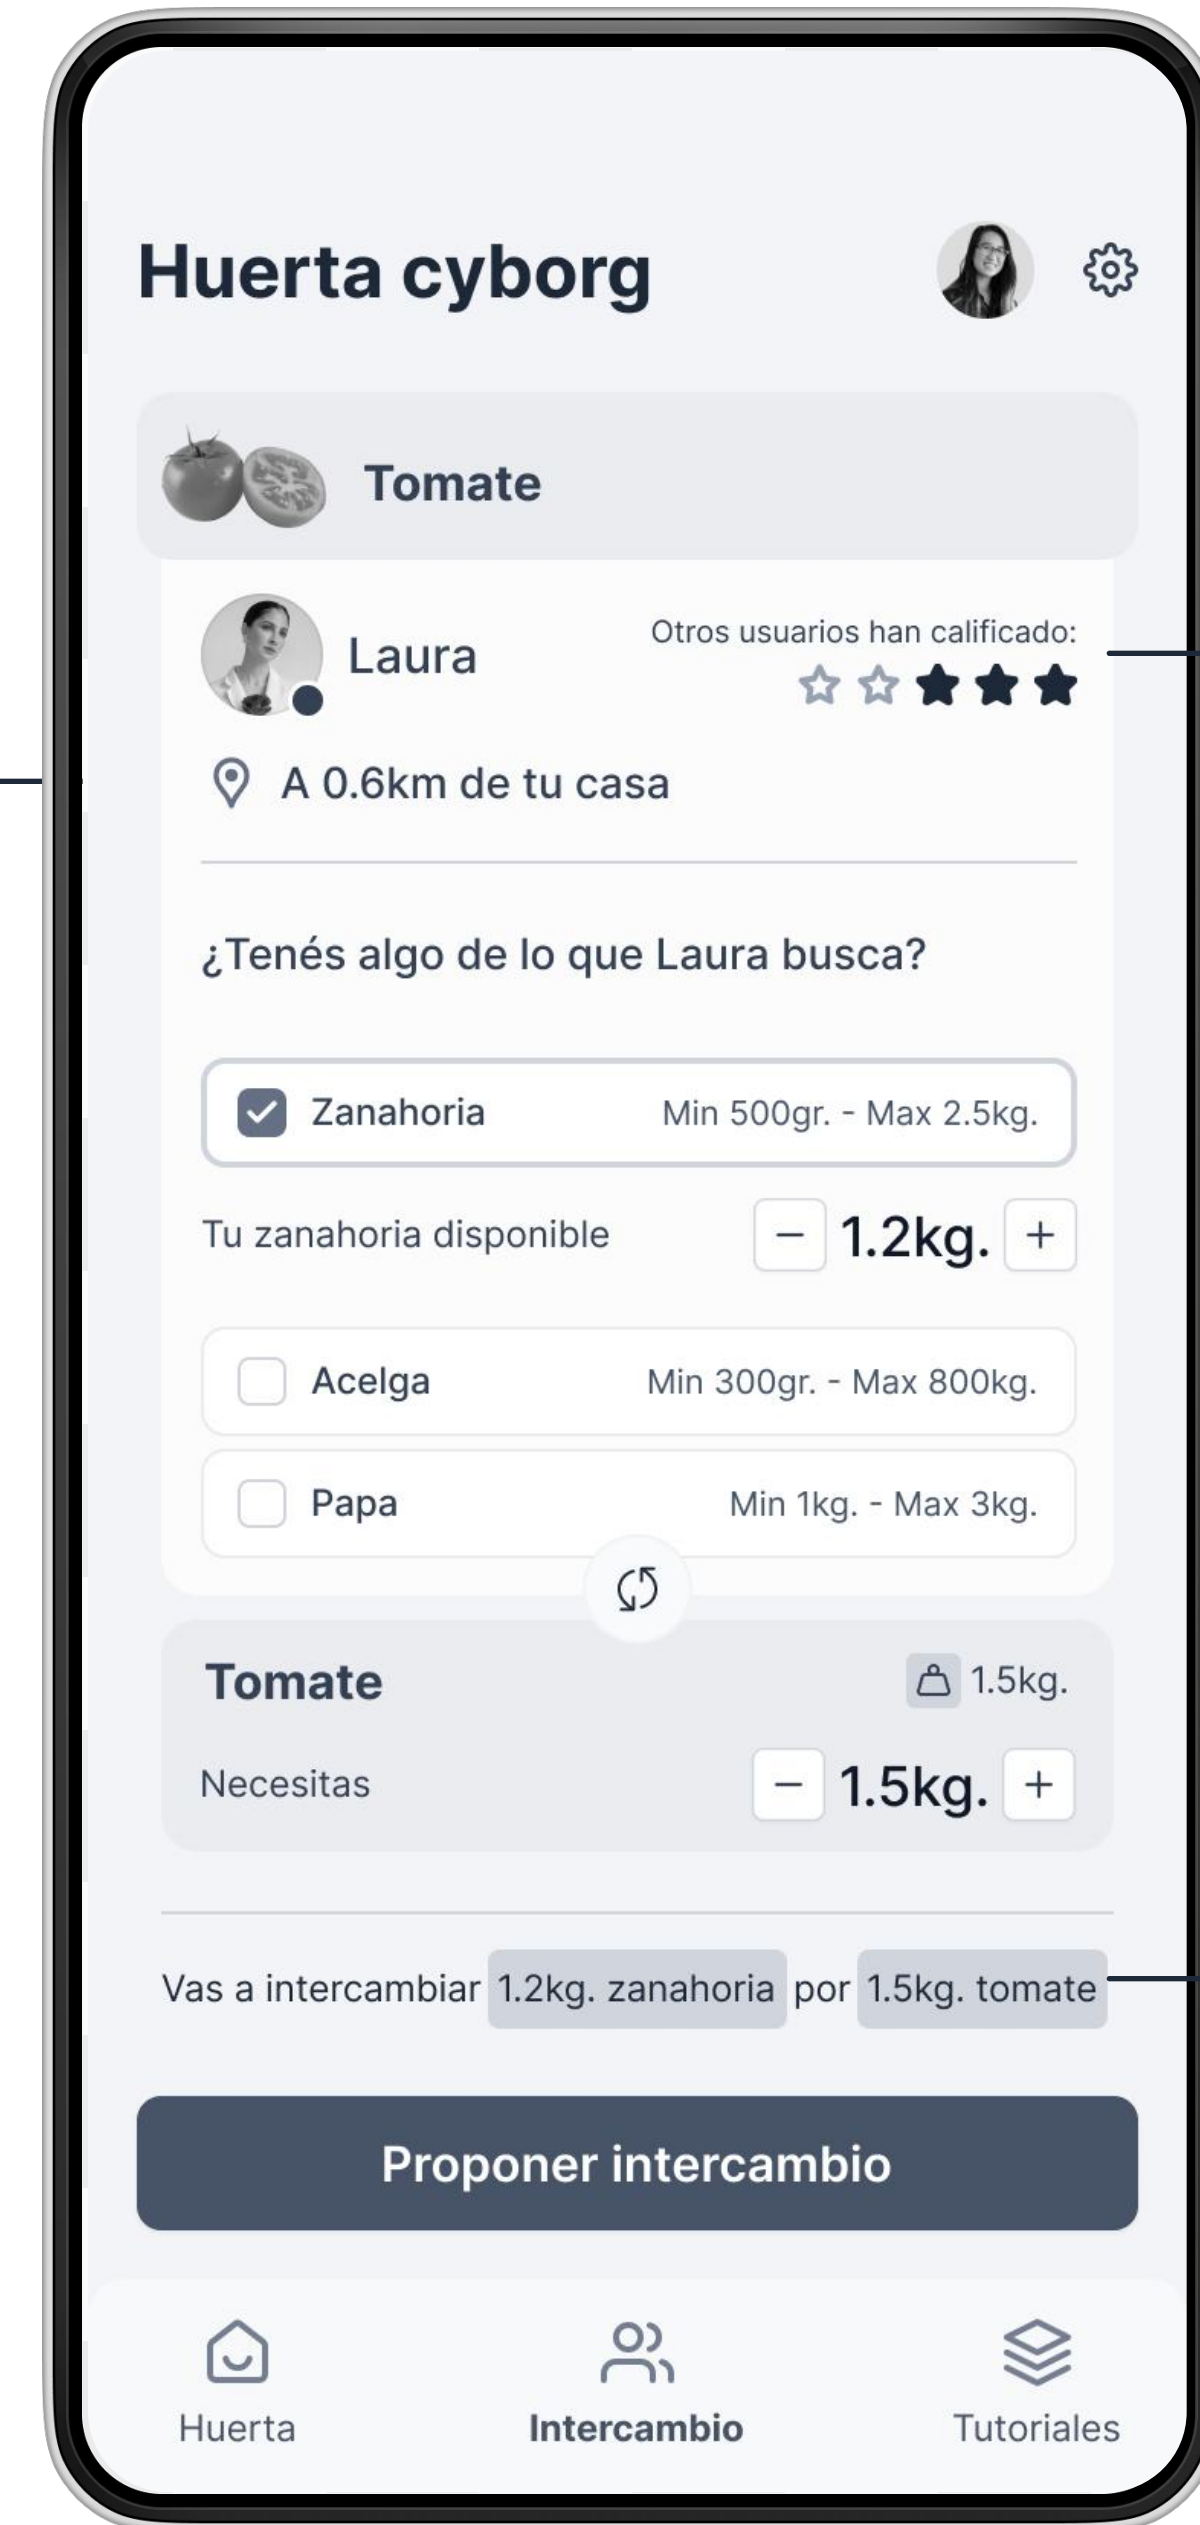 Huerta cyborg
Tomate
Laura
Otros usuarios han calificado:
A 0.6km de tu casa
¿Tenés algo de lo que Laura busca?
Zanahoria Min 500gr. - Max 2.5kg.
Tu zanahoria disponible − 1.2kg. +
Acelga Min 300gr. - Max 800kg.
Papa Min 1kg. - Max 3kg.
Tomate 1.5kg.
Necesitas − 1.5kg. +
Vas a intercambiar 1.2kg. zanahoria por 1.5kg. tomate
Proponer intercambio
Huerta Intercambio Tutoriales